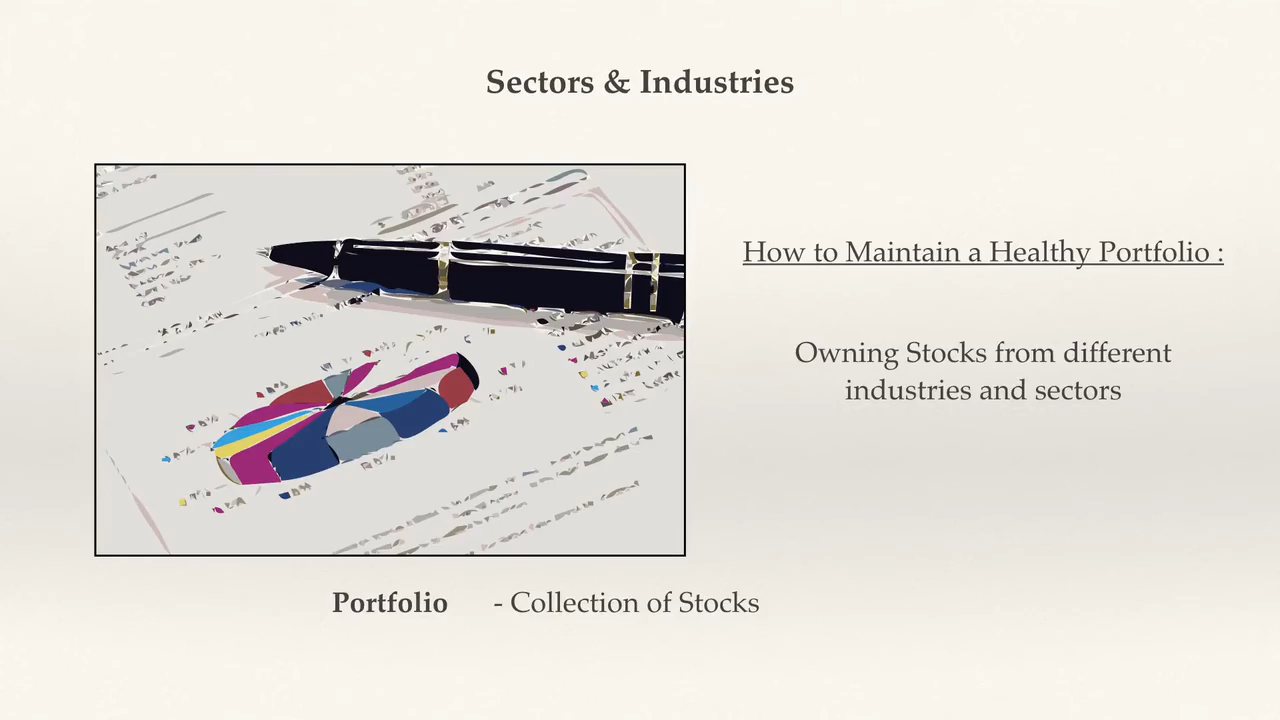 Sectors & Industries
How to Maintain a Healthy Portfolio :
Owning Stocks from different
industries and sectors
Portfolio - Collection of Stocks